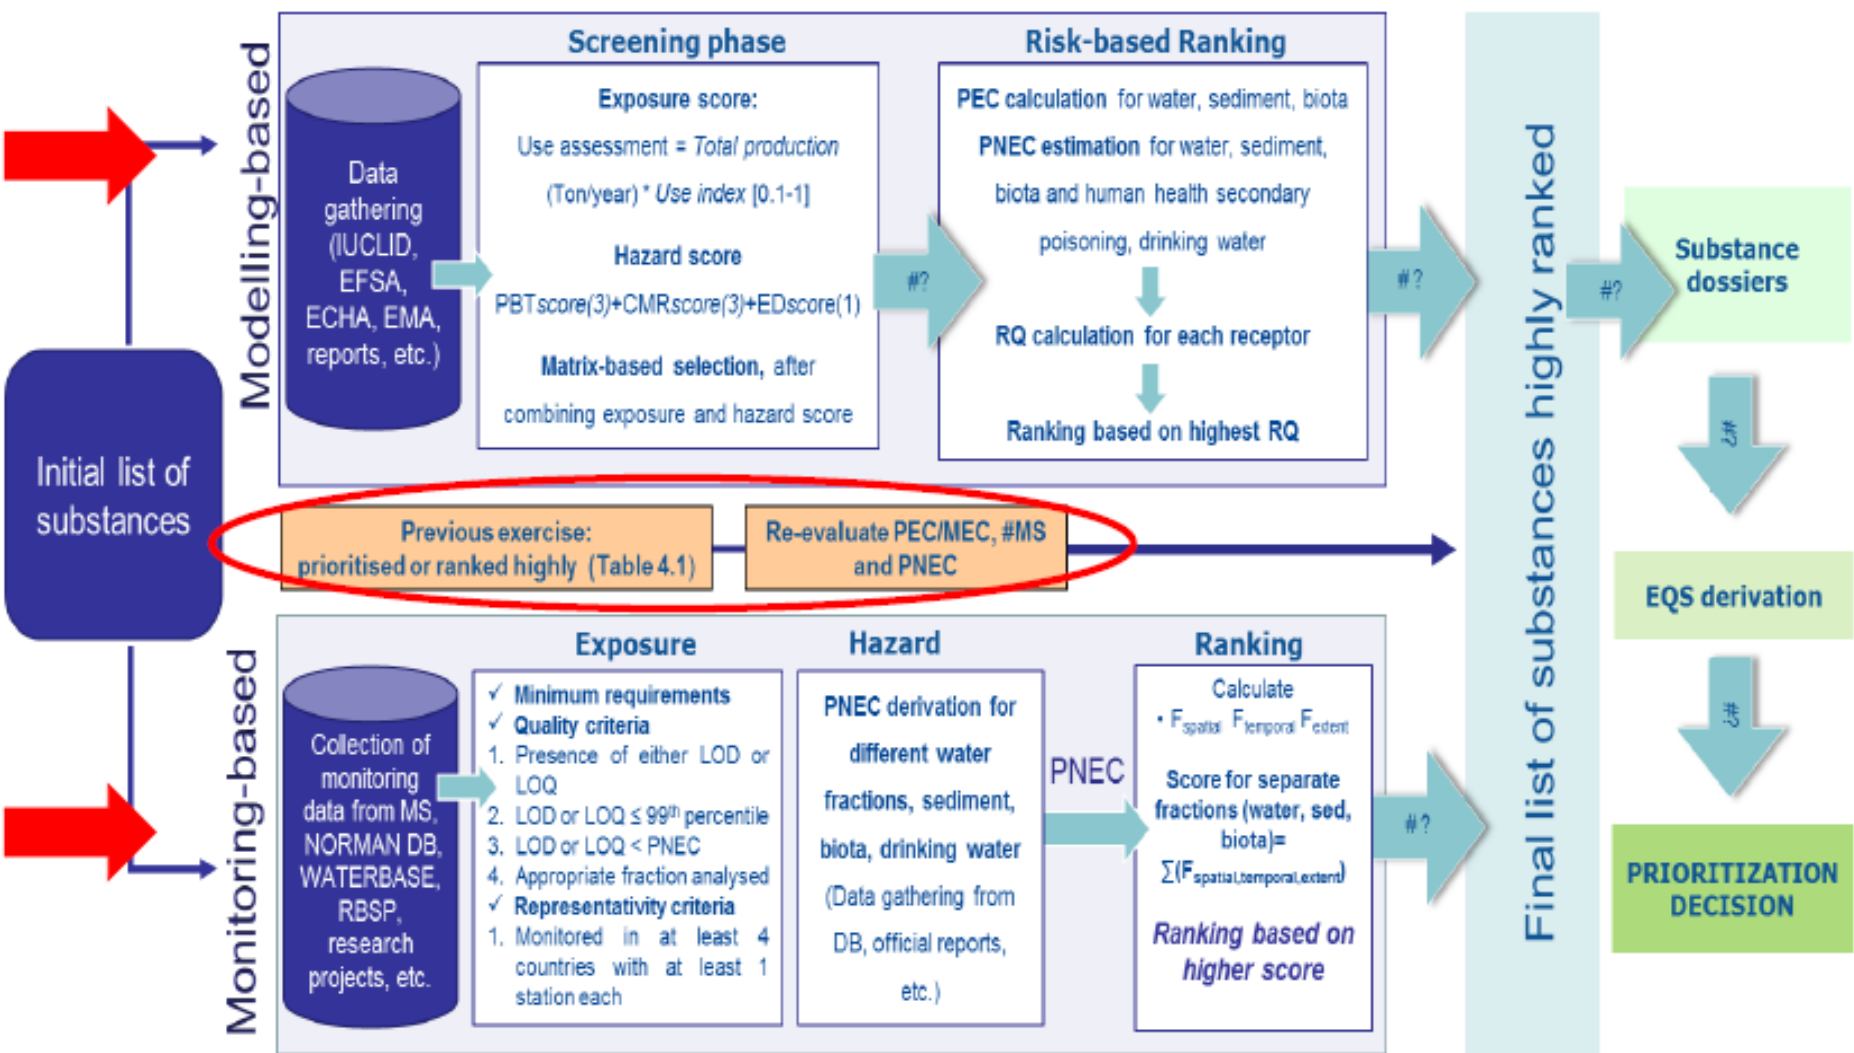 Initial list of
substances
Modelling-based
Data
gathering
(IUCLID,
EFSA,
ECHA, EMA,
reports, etc.)
Screening phase
Exposure score:
Use assessment = Total production
(Ton/year) * Use index [0.1-1]
Hazard score
PBTscore(3)+CMRscore(3)+EDscore(1)
Matrix-based selection, after
combining exposure and hazard score
#?
Risk-based Ranking
PEC calculation for water, sediment, biota
PNEC estimation for water, sediment,
biota and human health secondary
poisoning, drinking water
RQ calculation for each receptor
Ranking based on highest RQ
#?
Previous exercise:
prioritised or ranked highly (Table 4.1)
Re-evaluate PEC/MEC, #MS
and PNEC
Monitoring-based
Collection of
monitoring
data from MS,
NORMAN DB,
WATERBASE,
RBSP,
research
projects, etc.
Exposure
✓ Minimum requirements
✓ Quality criteria
1. Presence of either LOD or
LOQ
2. LOD or LOQ ≤ 99th percentile
3. LOD or LOQ < PNEC
4. Appropriate fraction analysed
✓ Representativity criteria
1. Monitored in at least 4
countries with at least 1
station each
Hazard
PNEC derivation for
different water
fractions, sediment,
biota, drinking water
(Data gathering from
DB, official reports,
etc.)
PNEC
Ranking
Calculate
• Fspatial Ftemporal Fextent
Score for separate
fractions (water, sed,
biota)=
∑(Fspatial,temporal,extent)
Ranking based on
higher score
#?
Final list of substances highly ranked
#?
Substance
dossiers
#?
EQS derivation
#?
PRIORITIZATION
DECISION